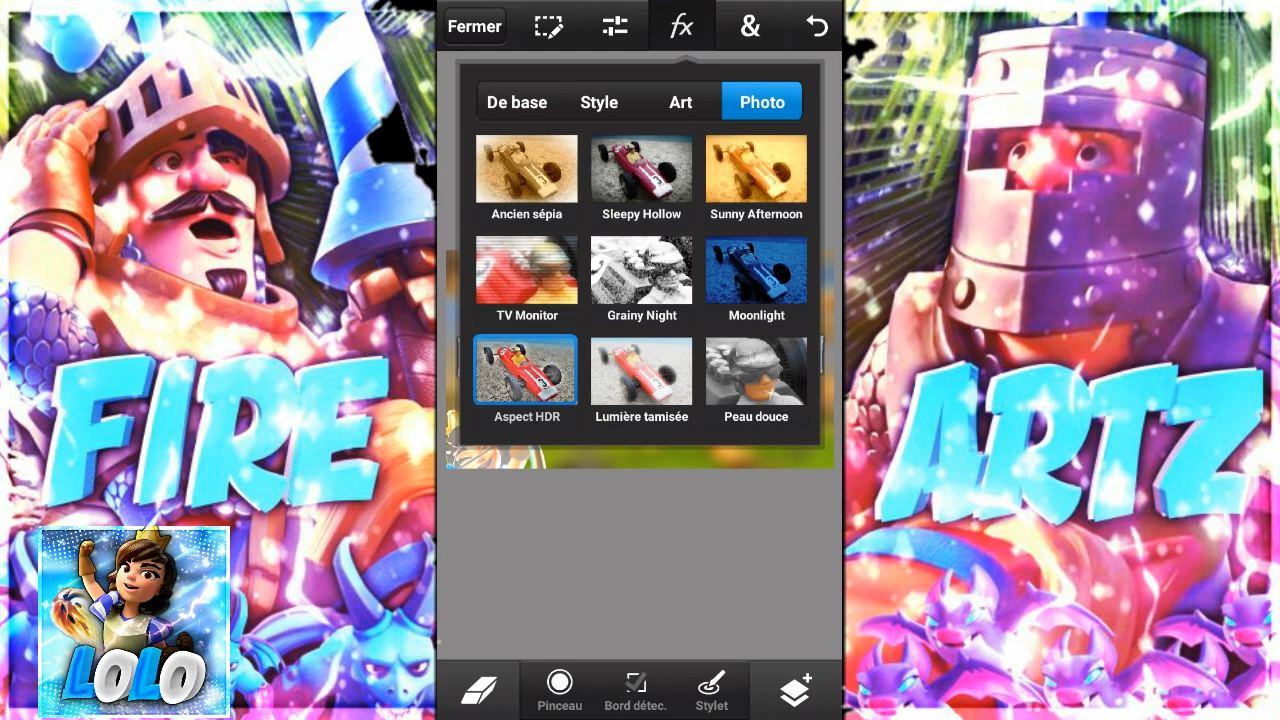 Fermer
fx
&
De base
Style
Art
Photo
Ancien sépia
Sleepy Hollow
Sunny Afternoon
TV Monitor
Grainy Night
Moonlight
Aspect HDR
Lumière tamisée
Peau douce
FIRE
ARTZ
LOLO
Pinceau
Bord détec.
Stylet